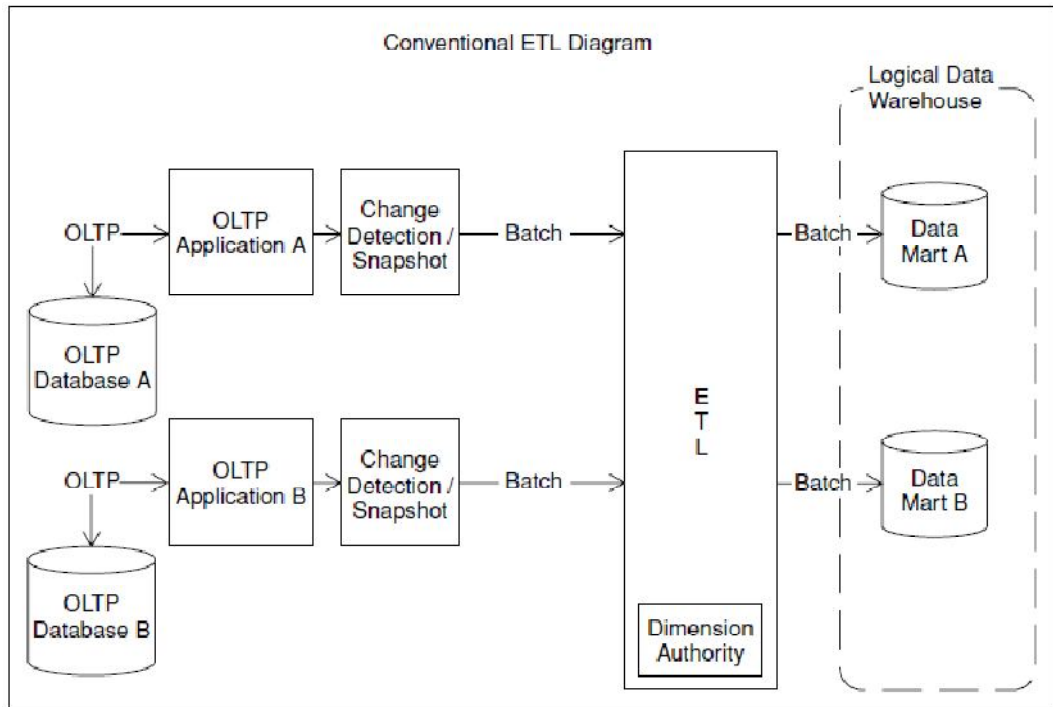 Conventional ETL Diagram
Logical Data
Warehouse
OLTP
OLTP
Application A
Change
Detection /
Snapshot
Batch
Batch
Data
Mart A
OLTP
Database A
E
T
L
OLTP
OLTP
Application B
Change
Detection /
Snapshot
Batch
Batch
Data
Mart B
OLTP
Database B
Dimension
Authority